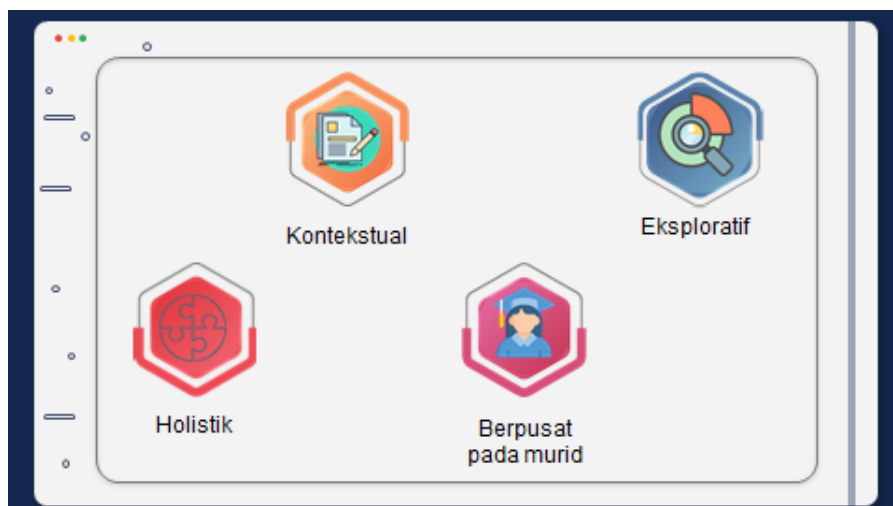 Kontekstual
Eksploratif
Holistik
Berpusat
pada murid